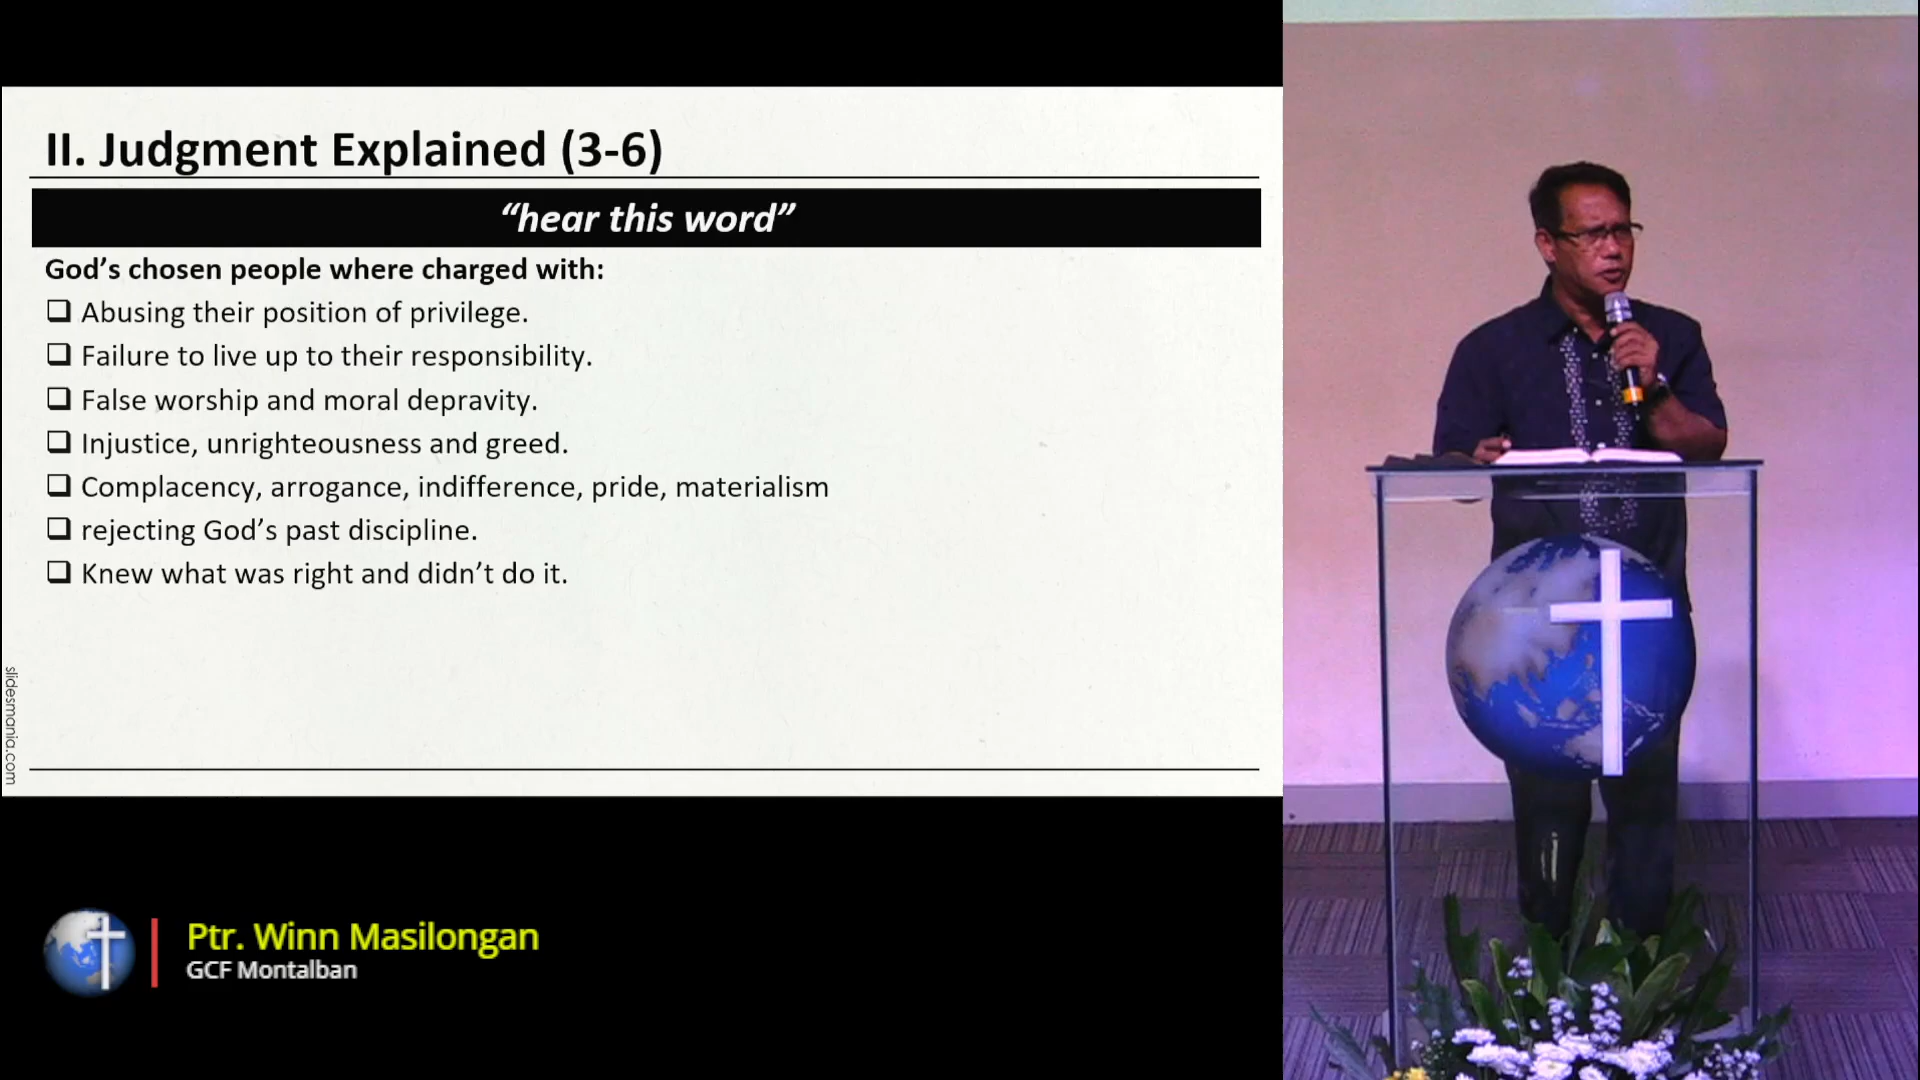 II. Judgment Explained (3-6)
“hear this word”
God’s chosen people where charged with:
❑ Abusing their position of privilege.
❑ Failure to live up to their responsibility.
❑ False worship and moral depravity.
❑ Injustice, unrighteousness and greed.
❑ Complacency, arrogance, indifference, pride, materialism
❑ rejecting God’s past discipline.
❑ Knew what was right and didn’t do it.
slidesmania.com
Ptr. Winn Masilongan
GCF Montalban